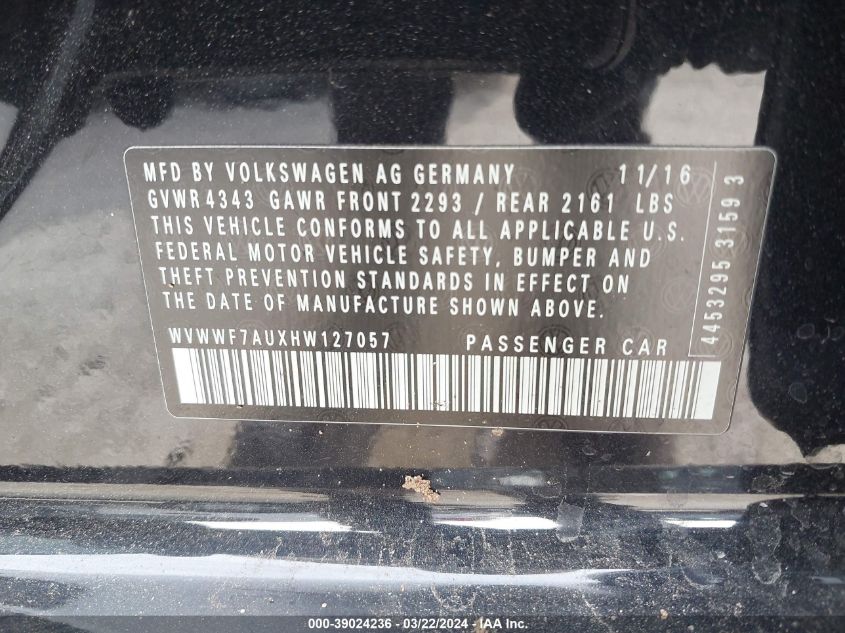 MFD BY VOLKSWAGEN AG GERMANY 11/16
GVWR 4343 GAWR FRONT 2293 / REAR 2161 LBS
THIS VEHICLE CONFORMS TO ALL APPLICABLE U.S.
FEDERAL MOTOR VEHICLE SAFETY, BUMPER AND
THEFT PREVENTION STANDARDS IN EFFECT ON
THE DATE OF MANUFACTURE SHOWN ABOVE.
WVWWF7AUXHW127057 PASSENGER CAR
4453295 3159 3
000-39024236 - 03/22/2024 - IAA Inc.